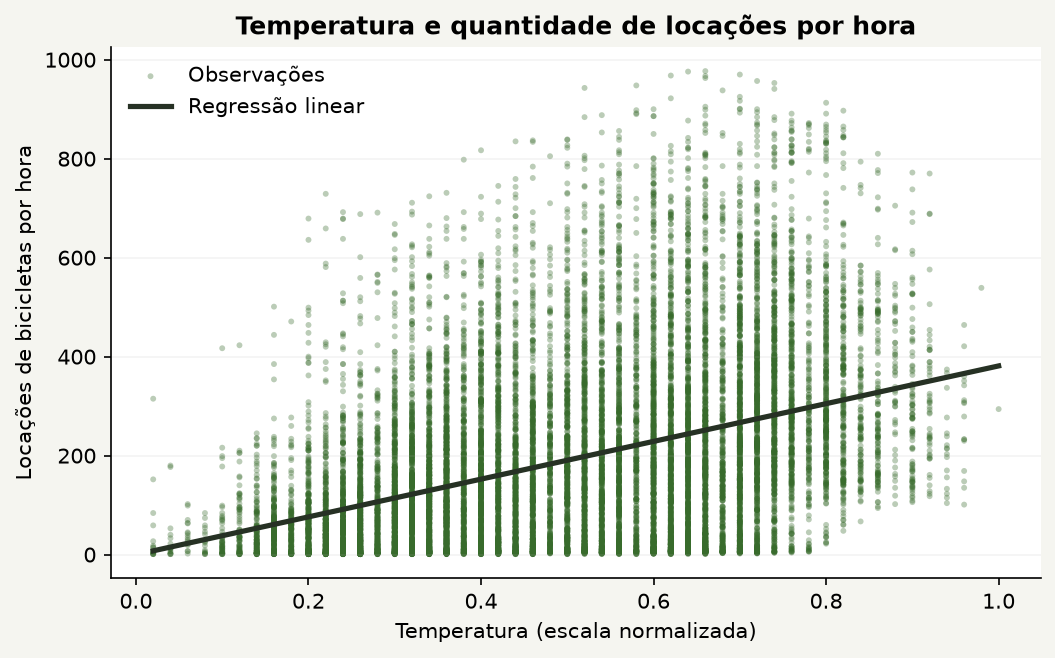 Temperatura e quantidade de locações por hora
Observações
Regressão linear
Locações de bicicletas por hora
1000
800
600
400
200
0
0.0 0.2 0.4 0.6 0.8 1.0
Temperatura (escala normalizada)